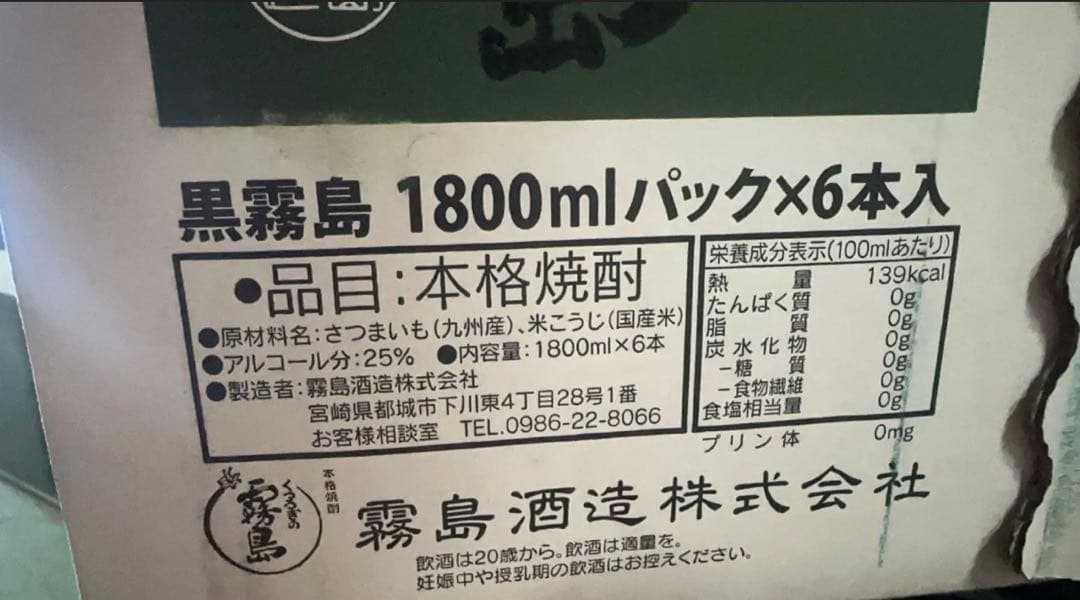 黒霧島 1800mlパック×6本入
●品目:本格焼酎
●原材料名:さつまいも(九州産)、米こうじ(国産米)
●アルコール分:25% ●内容量:1800ml×6本
●製造者:霧島酒造株式会社
宮崎県都城市下川東4丁目28号1番
お客様相談室 TEL.0986-22-8066
栄養成分表示(100mlあたり)
熱量 139kcal
たんぱく質 0g
脂質 0g
炭水化物 0g
−糖質 0g
−食物繊維 0g
食塩相当量 0g
プリン体 0mg
本格焼酎
くつろぎの
霧島
霧島酒造株式会社
飲酒は20歳から。飲酒は適量を。
妊娠中や授乳期の飲酒はお控えください。